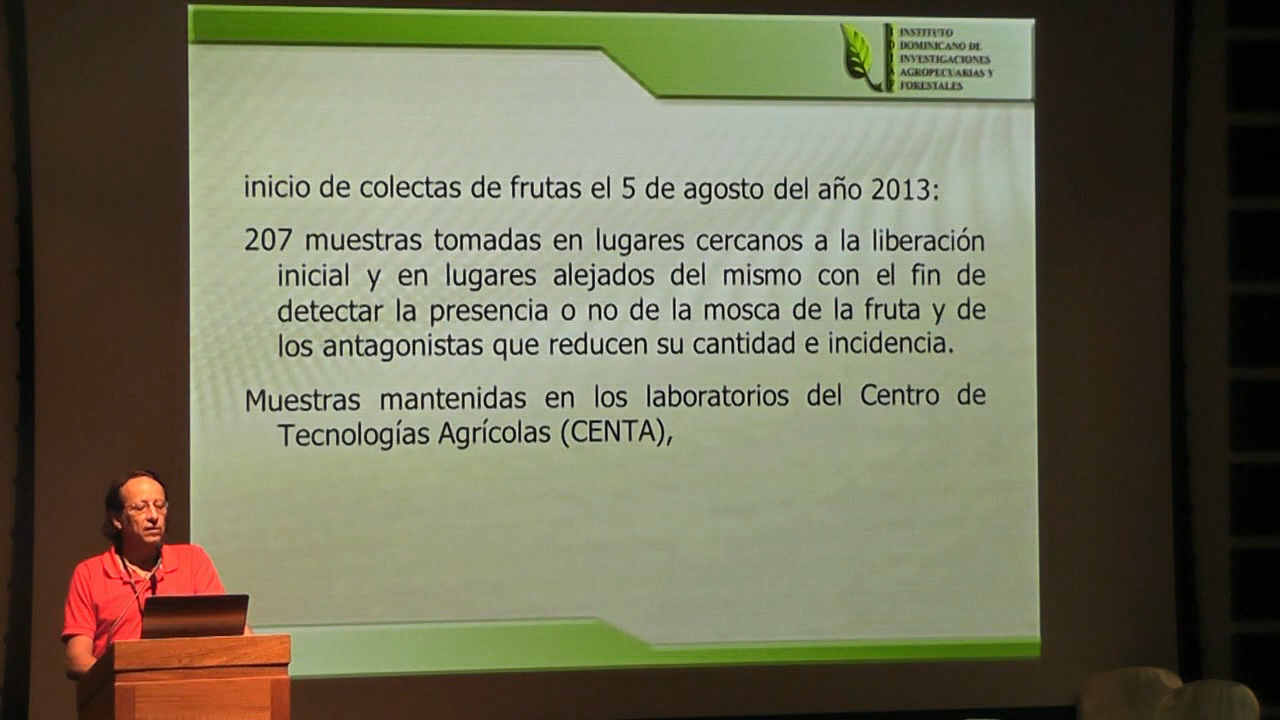 INSTITUTO
DOMINICANO DE
INVESTIGACIONES
AGROPECUARIAS Y
FORESTALES
inicio de colectas de frutas el 5 de agosto del año 2013:
207 muestras tomadas en lugares cercanos a la liberación
inicial y en lugares alejados del mismo con el fin de
detectar la presencia o no de la mosca de la fruta y de
los antagonistas que reducen su cantidad e incidencia.
Muestras mantenidas en los laboratorios del Centro de
Tecnologías Agrícolas (CENTA),